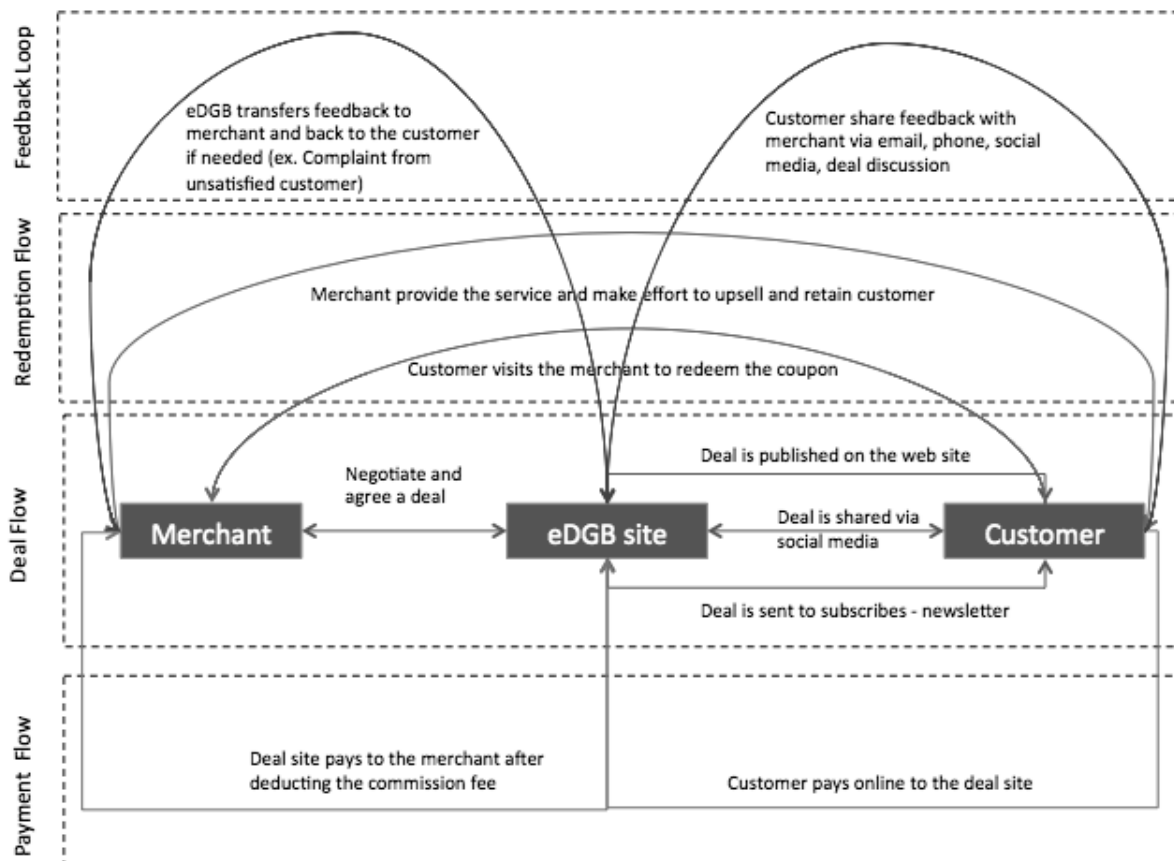 Feedback Loop
eDGB transfers feedback to
merchant and back to the customer
if needed (ex. Complaint from
unsatisfied customer)
Customer share feedback with
merchant via email, phone, social
media, deal discussion
Redemption Flow
Merchant provide the service and make effort to upsell and retain customer
Customer visits the merchant to redeem the coupon
Deal Flow
Negotiate and
agree a deal
Deal is published on the web site
Merchant
eDGB site
Deal is shared via
social media
Customer
Deal is sent to subscribes - newsletter
Payment Flow
Deal site pays to the merchant after
deducting the commission fee
Customer pays online to the deal site